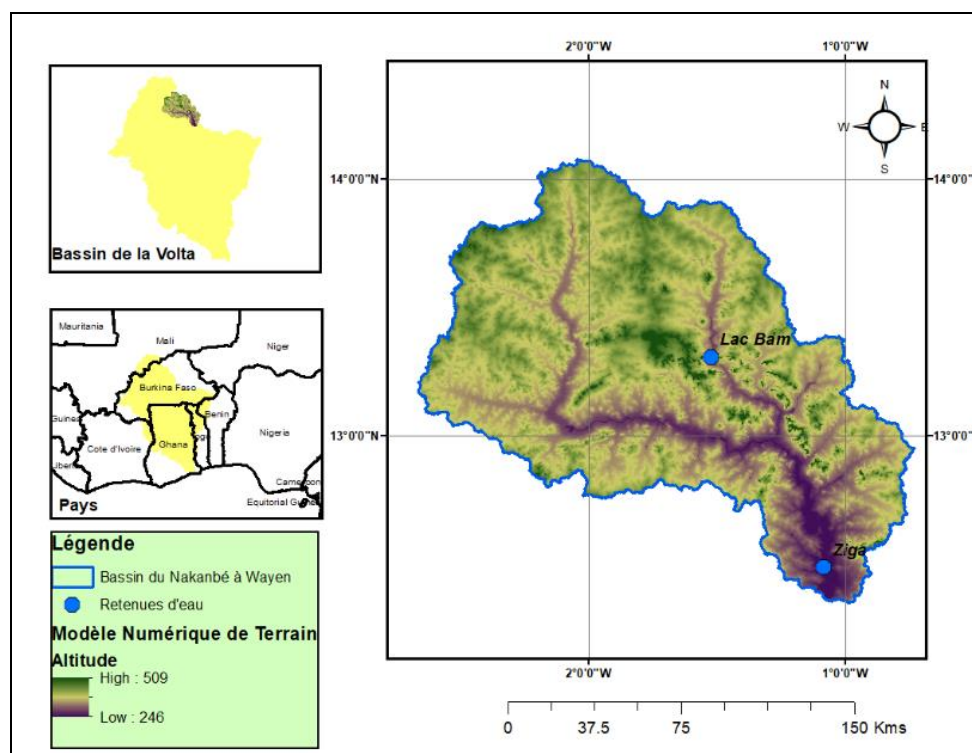 Bassin de la Volta
Mauritania
Mali
Niger
Burkina Faso
Guinea
Benin
Cote d'Ivoire
Ghana
Nigeria
Pays
Légende
Bassin du Nakanbé à Wayen
Retenues d'eau
Modèle Numérique de Terrain
Altitude
High : 509
Low : 246
2°0'0"W 1°0'0"W
N
W E
S
14°0'0"N 14°0'0"N
Lac Bam
13°0'0"N 13°0'0"N
Ziga
2°0'0"W 1°0'0"W
0 37.5 75 150 Kms